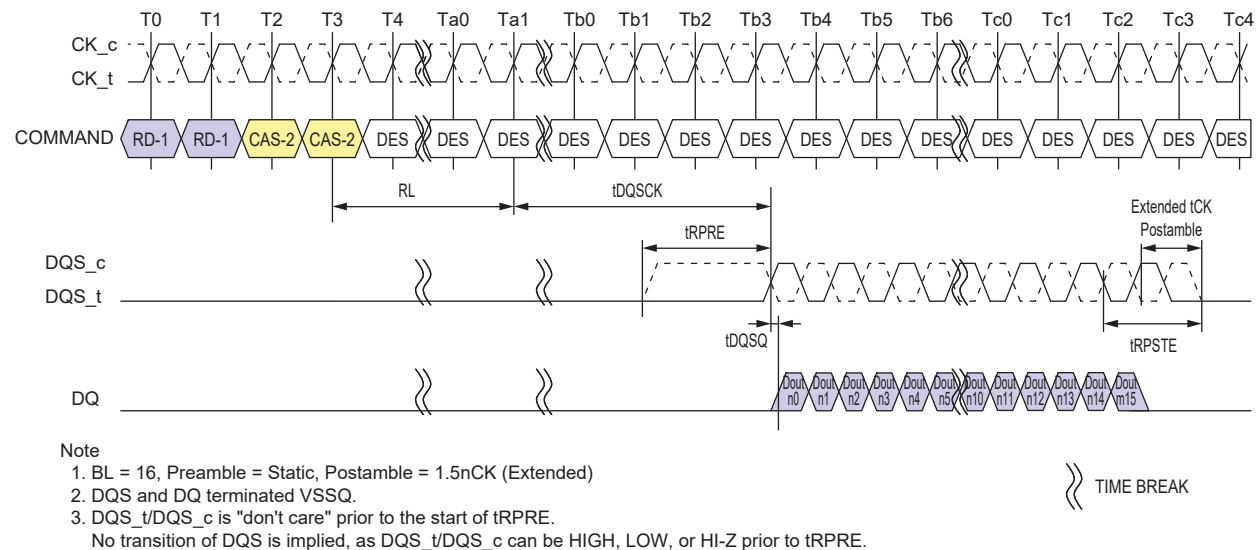 T0 T1 T2 T3 T4 Ta0 Ta1 Tb0 Tb1 Tb2 Tb3 Tb4 Tb5 Tb6 Tc0 Tc1 Tc2 Tc3 Tc4
CK_c
CK_t
COMMAND RD-1 RD-1 CAS-2 CAS-2 DES DES DES DES DES DES DES DES DES DES DES DES DES DES DES
RL tDQSCK
Extended tCK
Postamble
tRPRE
DQS_c
DQS_t
tDQSQ
tRPSTE
DQ
Dout Dout Dout Dout Dout Dout Dout Dout Dout Dout Dout Dout
n0 n1 n2 n3 n4 n5 n10 n11 n12 n13 n14 m15
Note
1. BL = 16, Preamble = Static, Postamble = 1.5nCK (Extended)
2. DQS and DQ terminated VSSQ.
3. DQS_t/DQS_c is "don't care" prior to the start of tRPRE.
No transition of DQS is implied, as DQS_t/DQS_c can be HIGH, LOW, or HI-Z prior to tRPRE.
TIME BREAK